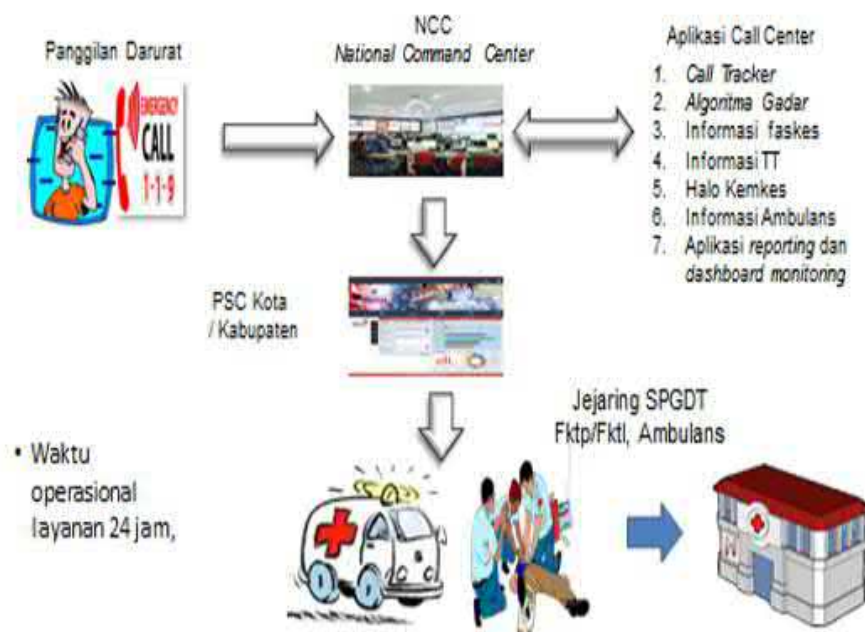 Panggilan Darurat
EMERGENCY
CALL
1-1-9
NCC
National Command Center
Aplikasi Call Center
1. Call Tracker
2. Algoritma Gadar
3. Informasi faskes
4. Informasi TT
5. Halo Kemkes
6. Informasi Ambulans
7. Aplikasi reporting dan
dashboard monitoring
PSC Kota
/ Kabupaten
• Waktu
operasional
layanan 24 jam,
Jejaring SPGDT
Fktp/Fktl, Ambulans